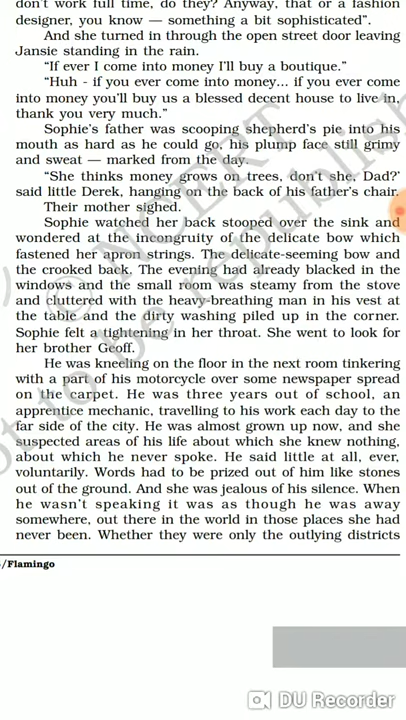 don't work full time, do they? Anyway, that or a fashion
designer, you know — something a bit sophisticated".
And she turned in through the open street door leaving
Jansie standing in the rain.
"If ever I come into money I'll buy a boutique."
"Huh - if you ever come into money... if you ever come
into money you'll buy us a blessed decent house to live in,
thank you very much."
Sophie's father was scooping shepherd's pie into his
mouth as hard as he could go, his plump face still grimy
and sweat — marked from the day.
"She thinks money grows on trees, don't she, Dad?'
said little Derek, hanging on the back of his father's chair.
Their mother sighed.
Sophie watched her back stooped over the sink and
wondered at the incongruity of the delicate bow which
fastened her apron strings. The delicate-seeming bow and
the crooked back. The evening had already blacked in the
windows and the small room was steamy from the stove
and cluttered with the heavy-breathing man in his vest at
the table and the dirty washing piled up in the corner.
Sophie felt a tightening in her throat. She went to look for
her brother Geoff.
He was kneeling on the floor in the next room tinkering
with a part of his motorcycle over some newspaper spread
on the carpet. He was three years out of school, an
apprentice mechanic, travelling to his work each day to the
far side of the city. He was almost grown up now, and she
suspected areas of his life about which she knew nothing,
about which he never spoke. He said little at all, ever,
voluntarily. Words had to be prized out of him like stones
out of the ground. And she was jealous of his silence. When
he wasn't speaking it was as though he was away
somewhere, out there in the world in those places she had
never been. Whether they were only the outlying districts
/Flamingo
© NCERT
not to be republish
DU Recorder